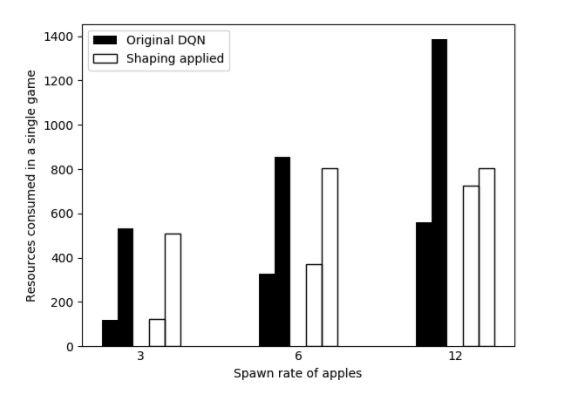 Original DQN
Shaping applied
Resources consumed in a single game
1400
1200
1000
800
600
400
200
0
3 6 12
Spawn rate of apples